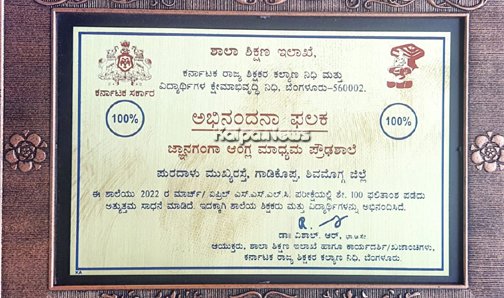 ಶಾಲಾ ಶಿಕ್ಷಣ ಇಲಾಖೆ.
ಕರ್ನಾಟಕ ರಾಜ್ಯ ಶಿಕ್ಷಕರ ಕಲ್ಯಾಣ ನಿಧಿ ಮತ್ತು
ವಿದ್ಯಾರ್ಥಿಗಳ ಕ್ಷೇಮಾಭಿವೃದ್ಧಿ ನಿಧಿ, ಬೆಂಗಳೂರು-560002.
ಕರ್ನಾಟಕ ಸರ್ಕಾರ
100%
ಅಭಿನಂದನಾ ಫಲಕ
100%
KalpaNews
ಜ್ಞಾನಗಂಗಾ ಆಂಗ್ಲ ಮಾಧ್ಯಮ ಪ್ರೌಢಶಾಲೆ
ಪುರದಾಳು ಮುಖ್ಯರಸ್ತೆ, ಗಾಡಿಕೊಪ್ಪ, ಶಿವಮೊಗ್ಗ ಜಿಲ್ಲೆ
ಈ ಶಾಲೆಯು 2022 ರ ಮಾರ್ಚ್/ ಏಪ್ರಿಲ್ ಎಸ್.ಎಸ್.ಎಲ್.ಸಿ. ಪರೀಕ್ಷೆಯಲ್ಲಿ ಶೇ. 100 ಫಲಿತಾಂಶ ಪಡೆದು
ಅತ್ಯುತ್ತಮ ಸಾಧನೆ ಮಾಡಿದೆ. ಇದಕ್ಕಾಗಿ ಶಾಲೆಯ ಶಿಕ್ಷಕರು ಮತ್ತು ವಿದ್ಯಾರ್ಥಿಗಳನ್ನು ಅಭಿನಂದಿಸಿದೆ.
ಡಾ॥ ವಿಶಾಲ್. ಆರ್, ಭಾ.ಆ.ಸೇ
ಆಯುಕ್ತರು, ಶಾಲಾ ಶಿಕ್ಷಣ ಇಲಾಖೆ ಹಾಗೂ ಕಾರ್ಯದರ್ಶಿ/ಖಜಾಂಚಿಗಳು,
ಕರ್ನಾಟಕ ರಾಜ್ಯ ಶಿಕ್ಷಕರ ಕಲ್ಯಾಣ ನಿಧಿ, ಬೆಂಗಳೂರು.